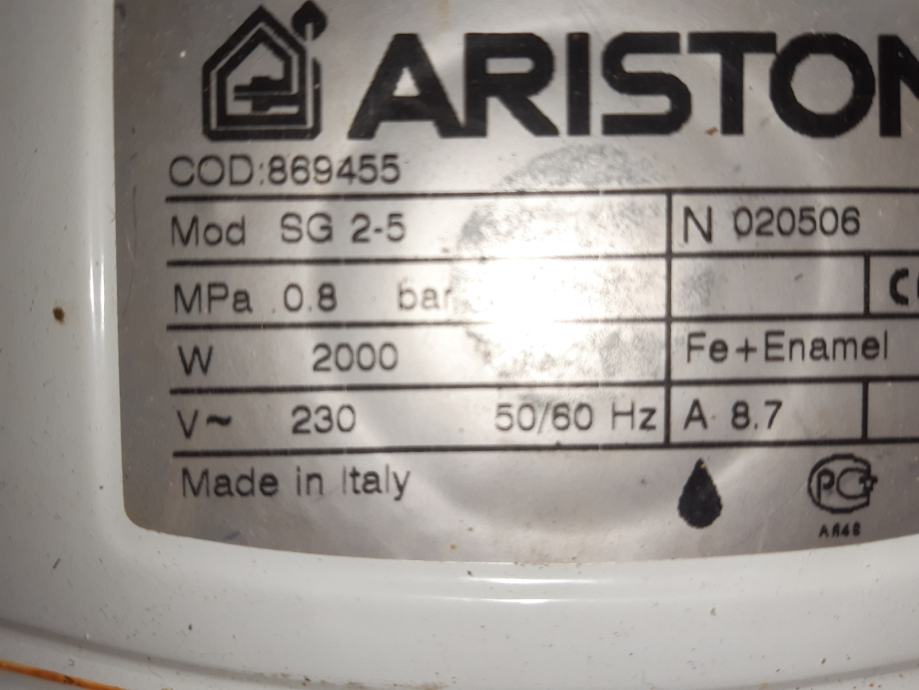 ARISTON
COD:869455
Mod SG 2-5 N 020506
MPa 0.8 bar
W 2000 Fe+Enamel
V~ 230 50/60 Hz A 8.7
Made in Italy